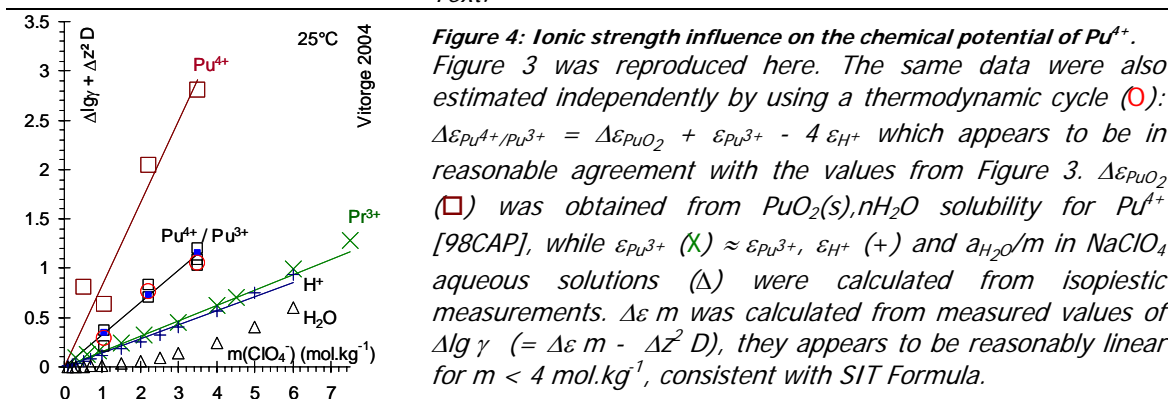 3.5
3
2.5
2
1.5
1
0.5
0
Δlgγ + Δz² D
25°C
Vitorge 2004
Pu⁴⁺
Pu⁴⁺ / Pu³⁺
Pr³⁺
H⁺
H₂O
m(ClO₄⁻) (mol.kg⁻¹)
0 1 2 3 4 5 6 7
Figure 4: Ionic strength influence on the chemical potential of Pu⁴⁺.
Figure 3 was reproduced here. The same data were also
estimated independently by using a thermodynamic cycle (O):
Δε Pu⁴⁺/Pu³⁺ = Δε PuO₂ + ε Pu³⁺ - 4 ε H⁺ which appears to be in
reasonable agreement with the values from Figure 3. Δε PuO₂
(□) was obtained from PuO₂(s),nH₂O solubility for Pu⁴⁺
[98CAP], while ε Pu³⁺ (X) ≈ ε Pu³⁺, ε H⁺ (+) and a H₂O/m in NaClO₄
aqueous solutions (Δ) were calculated from isopiestic
measurements. Δε m was calculated from measured values of
Δlg γ (= Δε m - Δz² D), they appears to be reasonably linear
for m < 4 mol.kg⁻¹, consistent with SIT Formula.